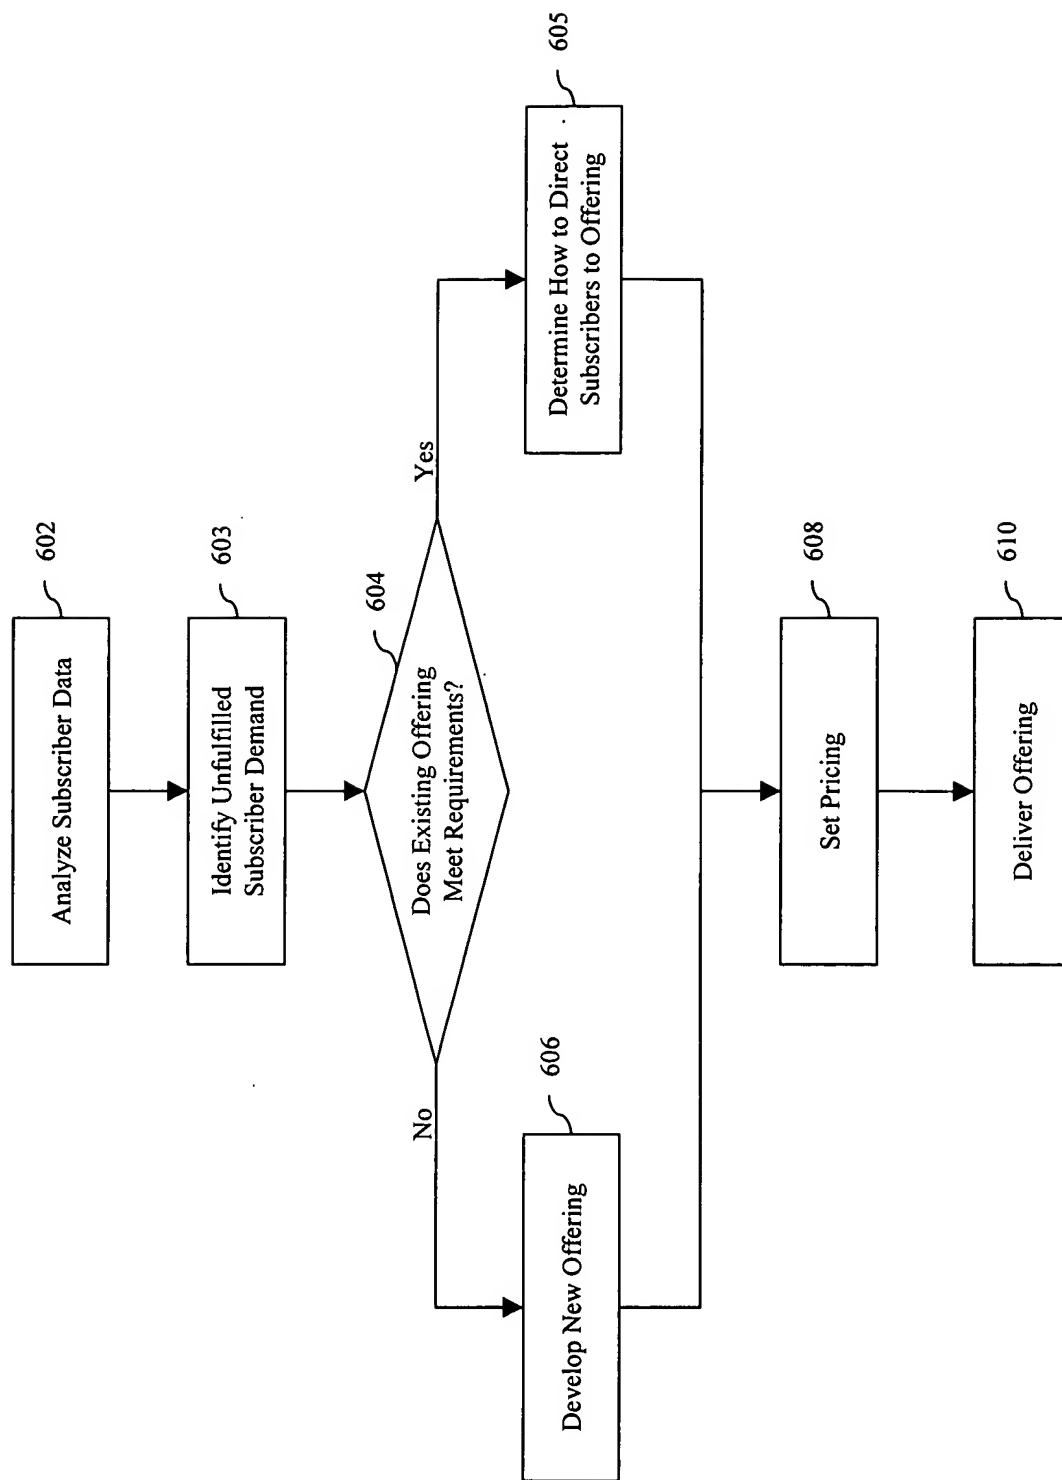 602
Analyze Subscriber Data
603
Identify Unfulfilled
Subscriber Demand
604
Does Existing Offering
Meet Requirements?
Yes
No
605
Determine How to Direct
Subscribers to Offering
606
Develop New Offering
608
Set Pricing
610
Deliver Offering